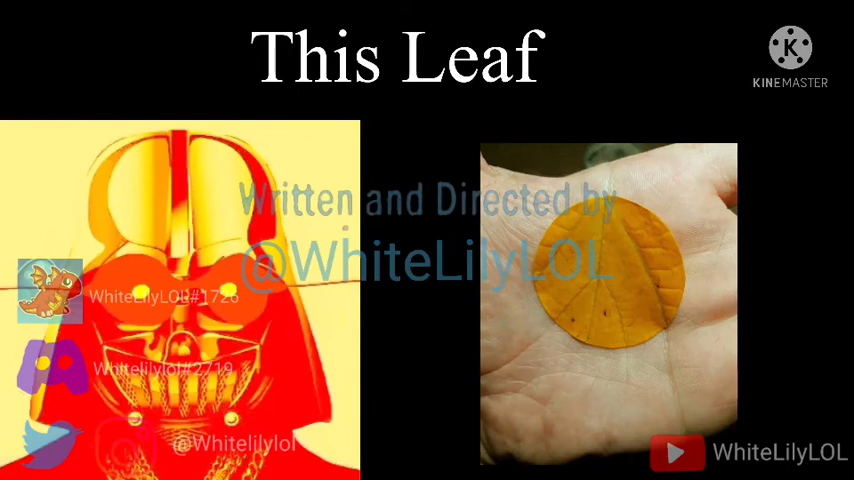 This Leaf
KINEMASTER
Written and Directed by
@WhiteLilyLOL
WhiteLilyLOL#1726
Whitelilylol#2719
@Whitelilylol
WhiteLilyLOL